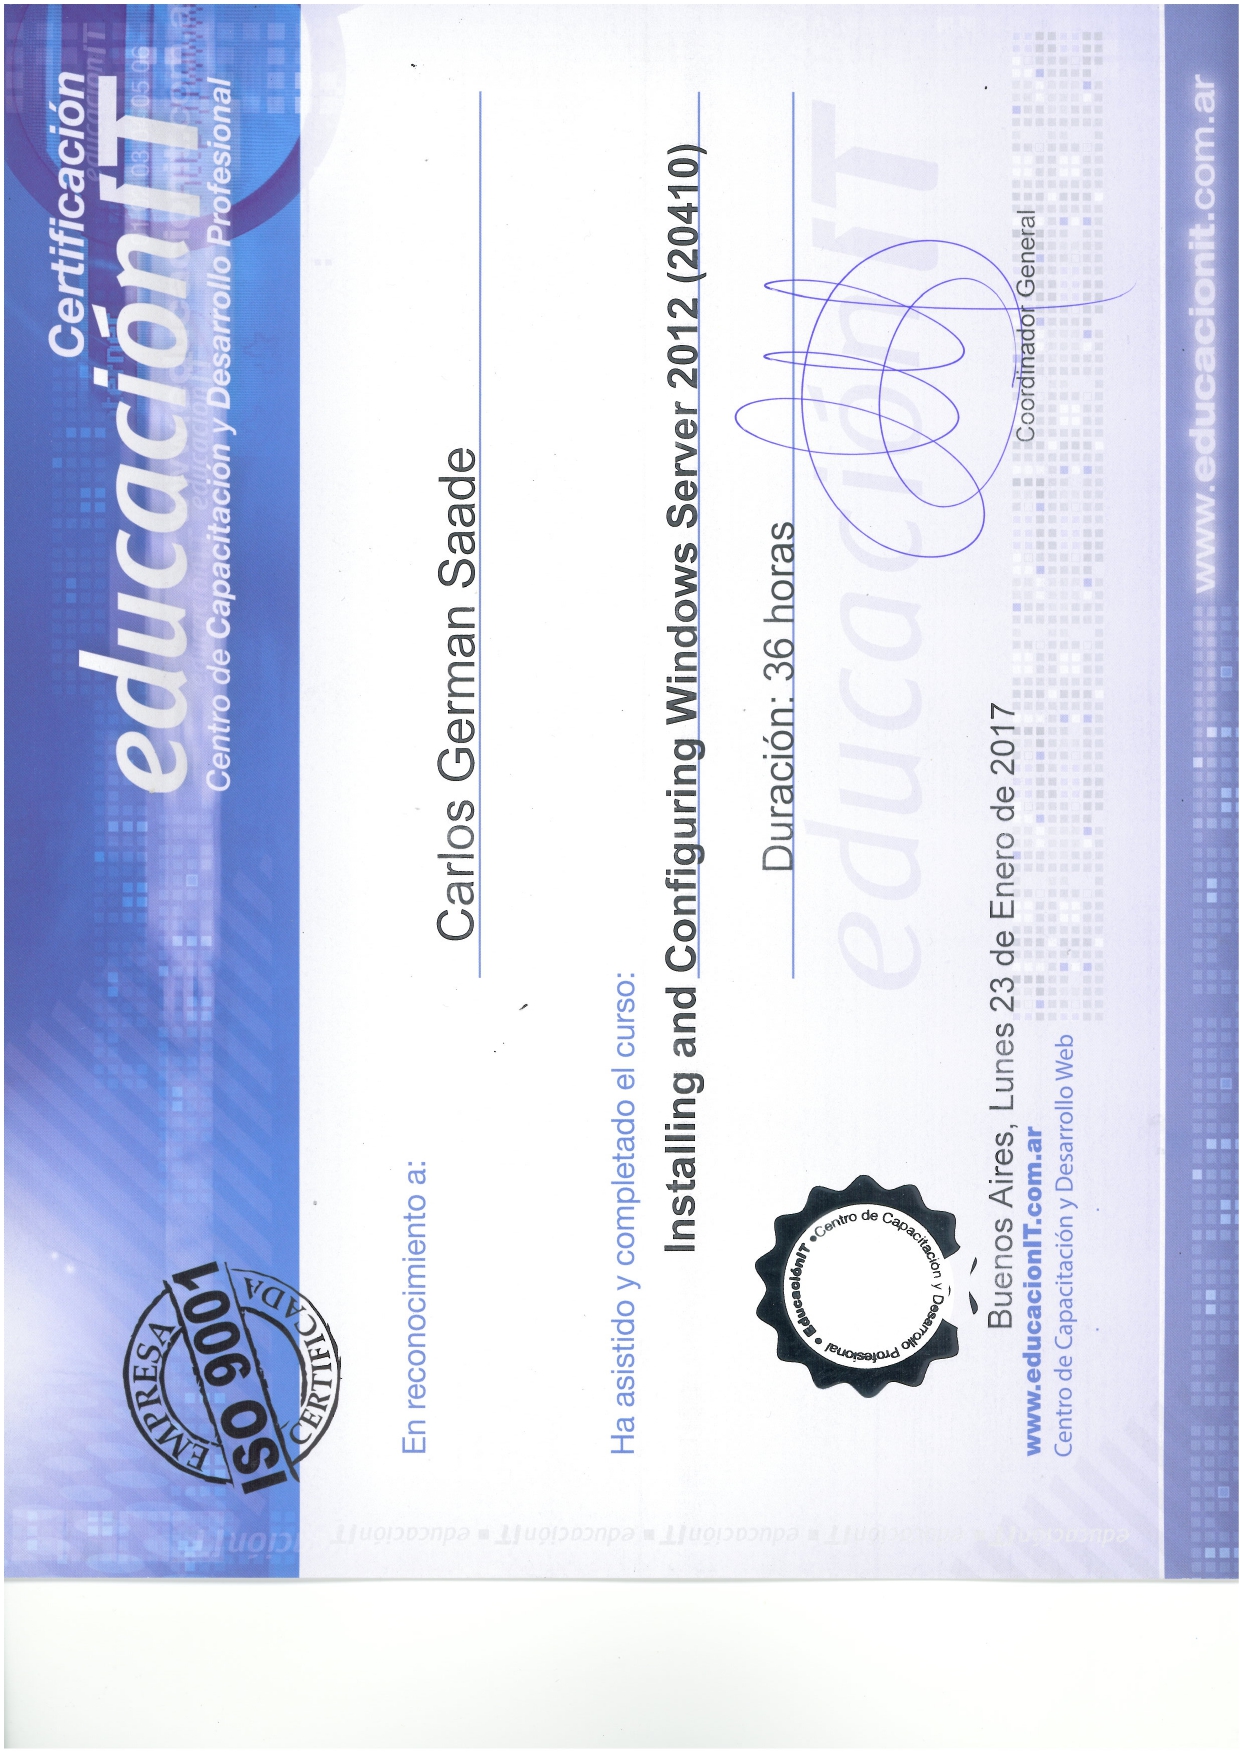 Certificación
educaciónIT
Centro de Capacitación y Desarrollo Profesional
EMPRESA
ISO 9001
CERTIFICADA
En reconocimiento a:
Carlos German Saade
Ha asistido y completado el curso:
Installing and Configuring Windows Server 2012 (20410)
Duración: 36 horas
EducaciónIT • Centro de Capacitación y Desarrollo Profesional •
educaciónIT
Buenos Aires, Lunes 23 de Enero de 2017
www.educacionIT.com.ar
Centro de Capacitación y Desarrollo Web
Coordinador General
www.educacionit.com.ar